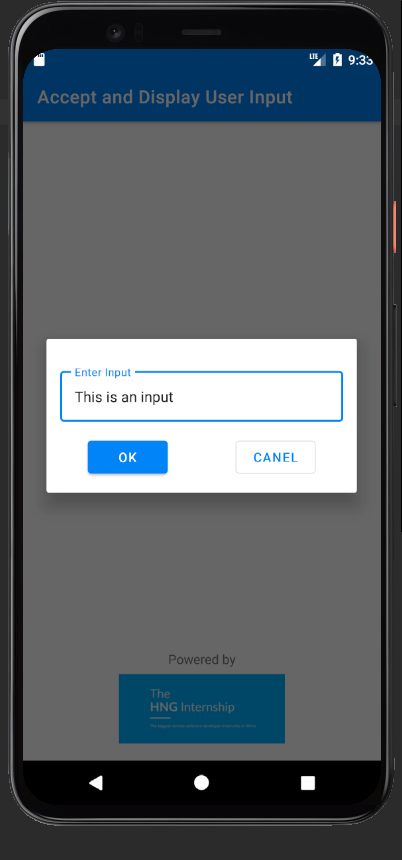 LTE 9:33
Accept and Display User Input
Enter Input
This is an input
OK
CANEL
Powered by
The
HNG Internship